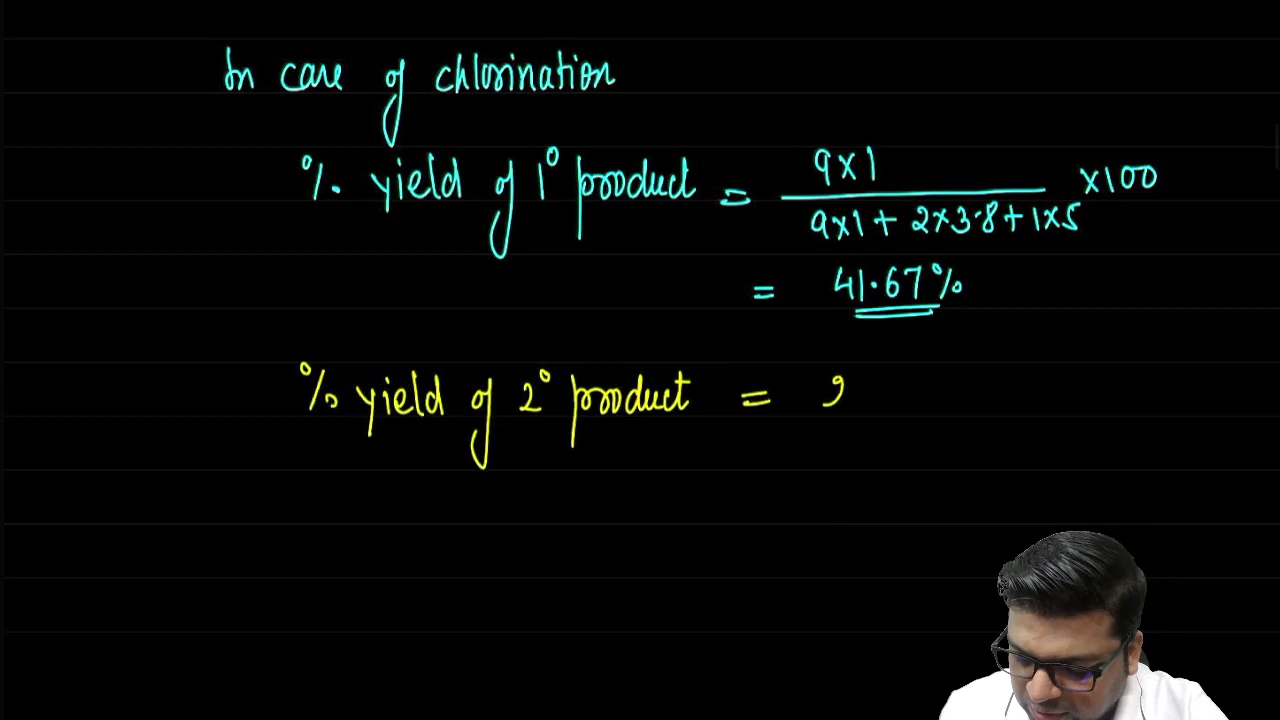 In case of chlorination
% yield of 1° product = 9×1 / 9×1 + 2×3.8 + 1×5 ×100
= 41.67%
% yield of 2° product =